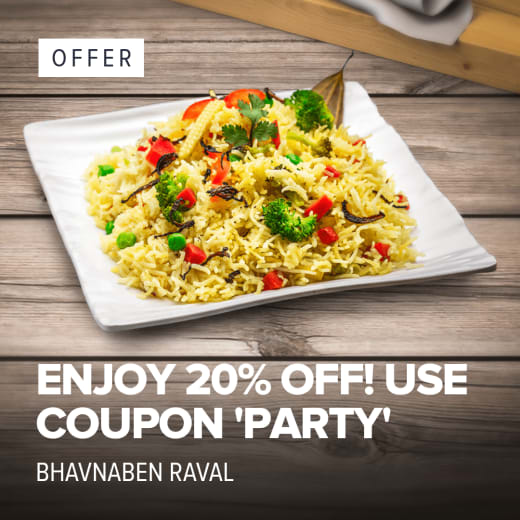 OFFER
ENJOY 20% OFF! USE
COUPON 'PARTY'
BHAVNABEN RAVAL